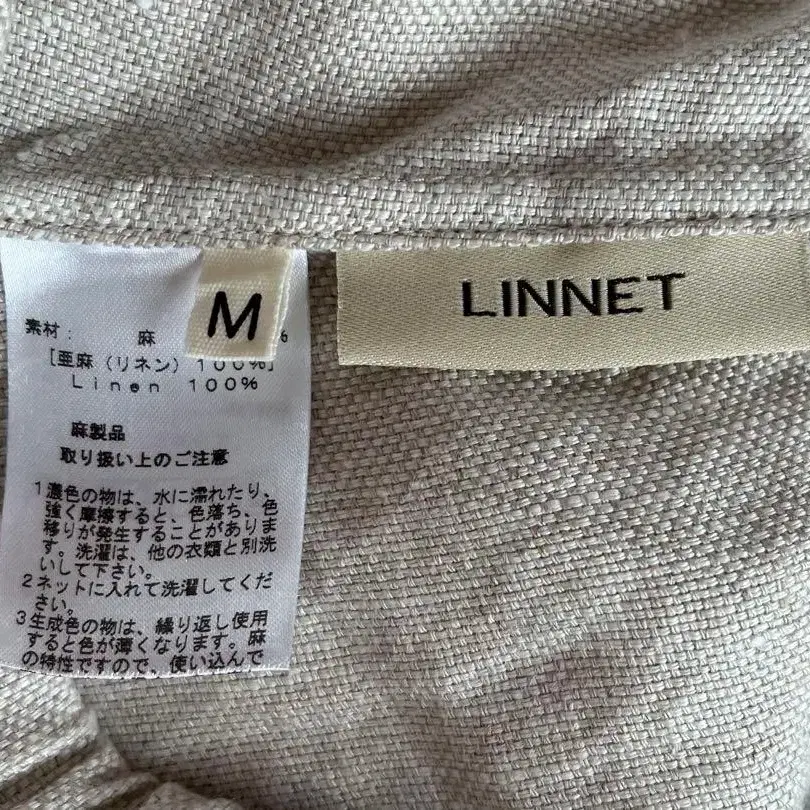 LINNET
M
素材: 麻 %
[亜麻(リネン)100%]
Linen 100%
麻製品
取り扱い上のご注意
1濃色の物は、水に濡れたり、
強く摩擦すると、色落ち、色
移りが発生することがありま
す。洗濯は、他の衣類と別洗
いして下さい。
2ネットに入れて洗濯してくだ
さい。
3生成色の物は、繰り返し使用
すると色が薄くなります。麻
の特性ですので、使い込んで